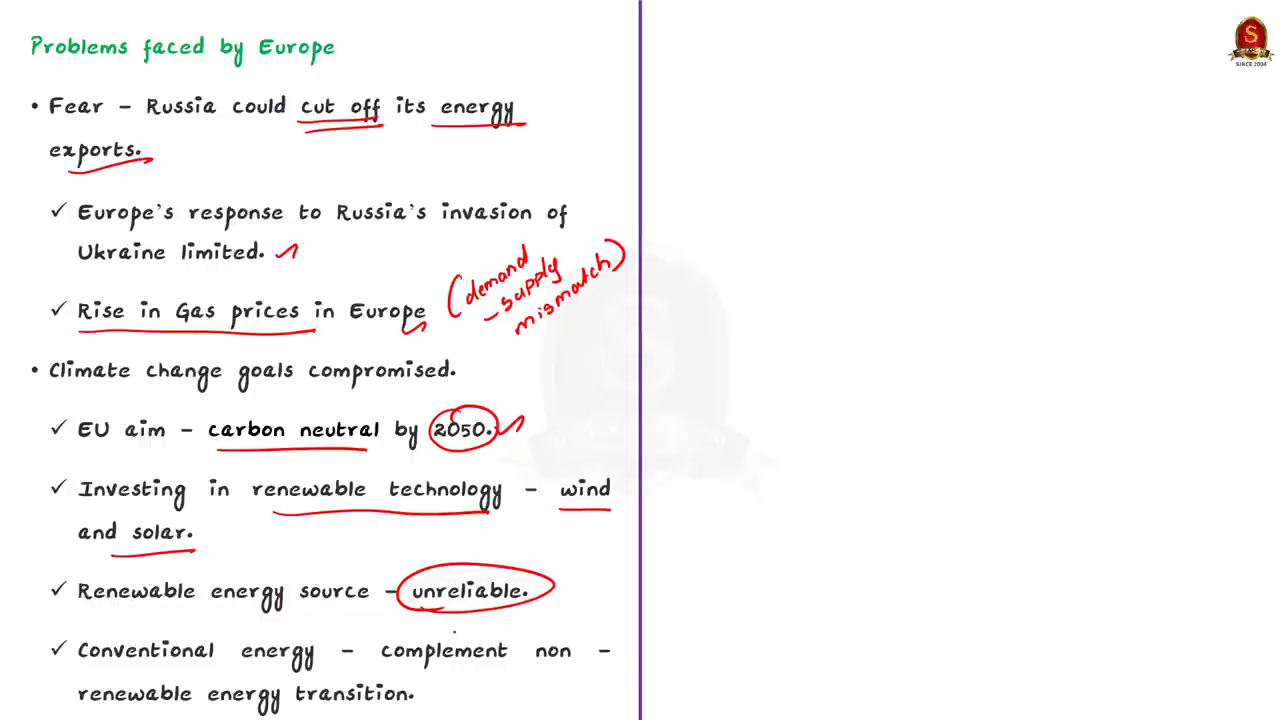 Problems faced by Europe
S
SINCE 2004
• Fear – Russia could cut off its energy
exports.
✓ Europe's response to Russia's invasion of
Ukraine limited.
✓ Rise in Gas prices in Europe
(demand
– supply
mismatch)
• Climate change goals compromised.
✓ EU aim – carbon neutral by 2050.
✓ Investing in renewable technology – wind
and solar.
✓ Renewable energy source – unreliable.
✓ Conventional energy – complement non –
renewable energy transition.